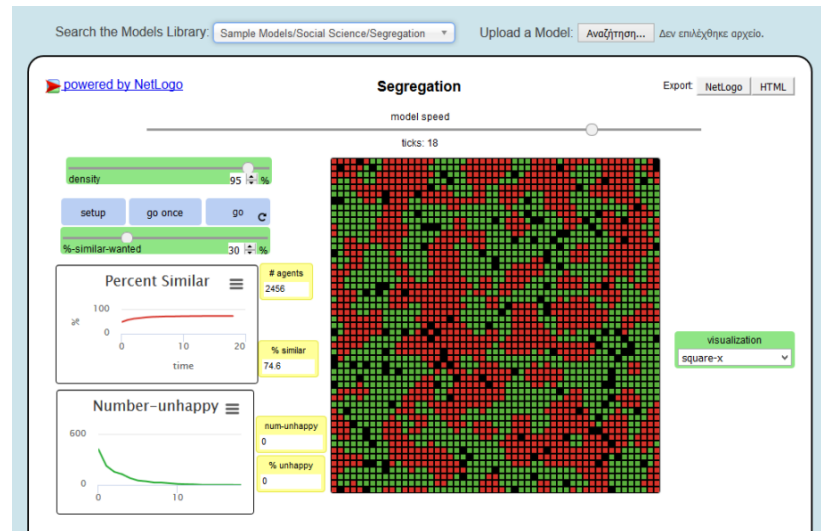 Search the Models Library: Sample Models/Social Science/Segregation Upload a Model: Αναζήτηση... Δεν επιλέχθηκε αρχείο.
powered by NetLogo Segregation Export: NetLogo HTML
model speed
ticks: 18
density 95 %
setup go once go
%-similar-wanted 30 %
Percent Similar
# agents
2456
%
100
0
0 10 20
time
% similar
74.6
visualization
square-x
Number-unhappy
600
0
0 10
num-unhappy
0
% unhappy
0